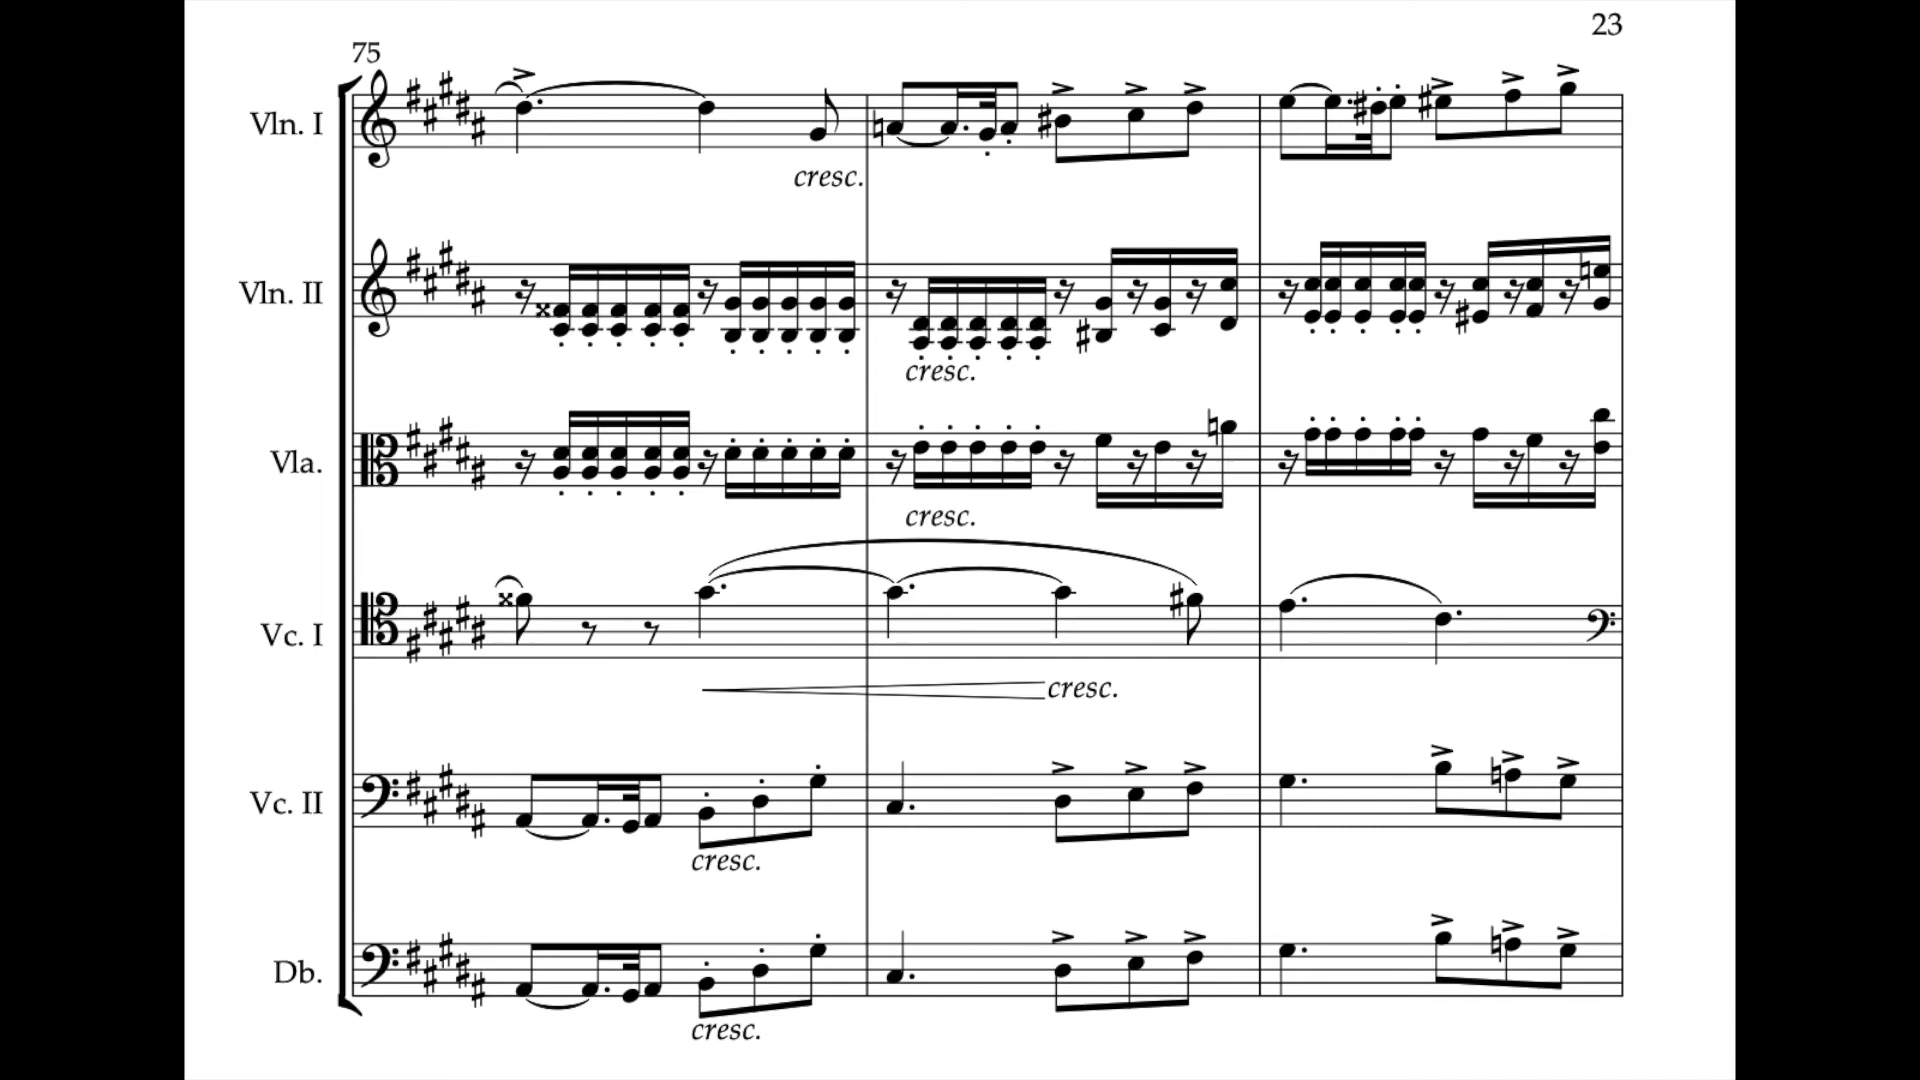 23
75
Vln. I
cresc.
Vln. II
cresc.
Vla.
cresc.
Vc. I
cresc.
Vc. II
cresc.
Db.
cresc.